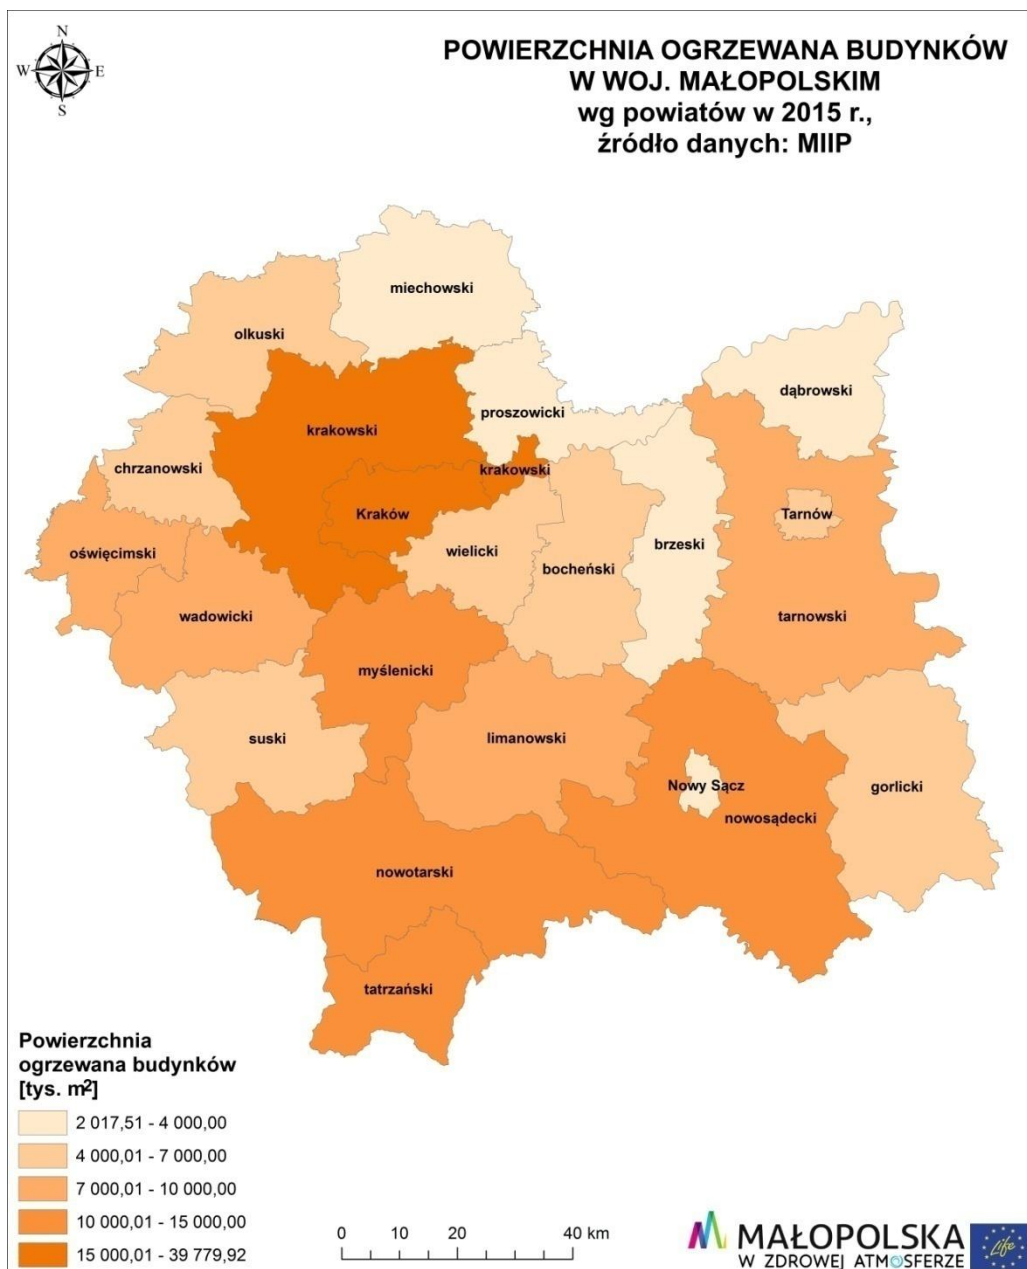 N
W E
S
POWIERZCHNIA OGRZEWANA BUDYNKÓW
W WOJ. MAŁOPOLSKIM
wg powiatów w 2015 r.,
źródło danych: MIIP
miechowski
olkuski
dąbrowski
proszowicki
krakowski
chrzanowski
krakowski
Kraków
Tarnów
wielicki
brzeski
oświęcimski
bocheński
wadowicki
tarnowski
myślenicki
suski
limanowski
Nowy Sącz
gorlicki
nowosądecki
nowotarski
tatrzański
Powierzchnia
ogrzewana budynków
[tys. m²]
2 017,51 - 4 000,00
4 000,01 - 7 000,00
7 000,01 - 10 000,00
10 000,01 - 15 000,00
15 000,01 - 39 779,92
0 10 20 40 km
MAŁOPOLSKA
W ZDROWEJ ATMOSFERZE
Life